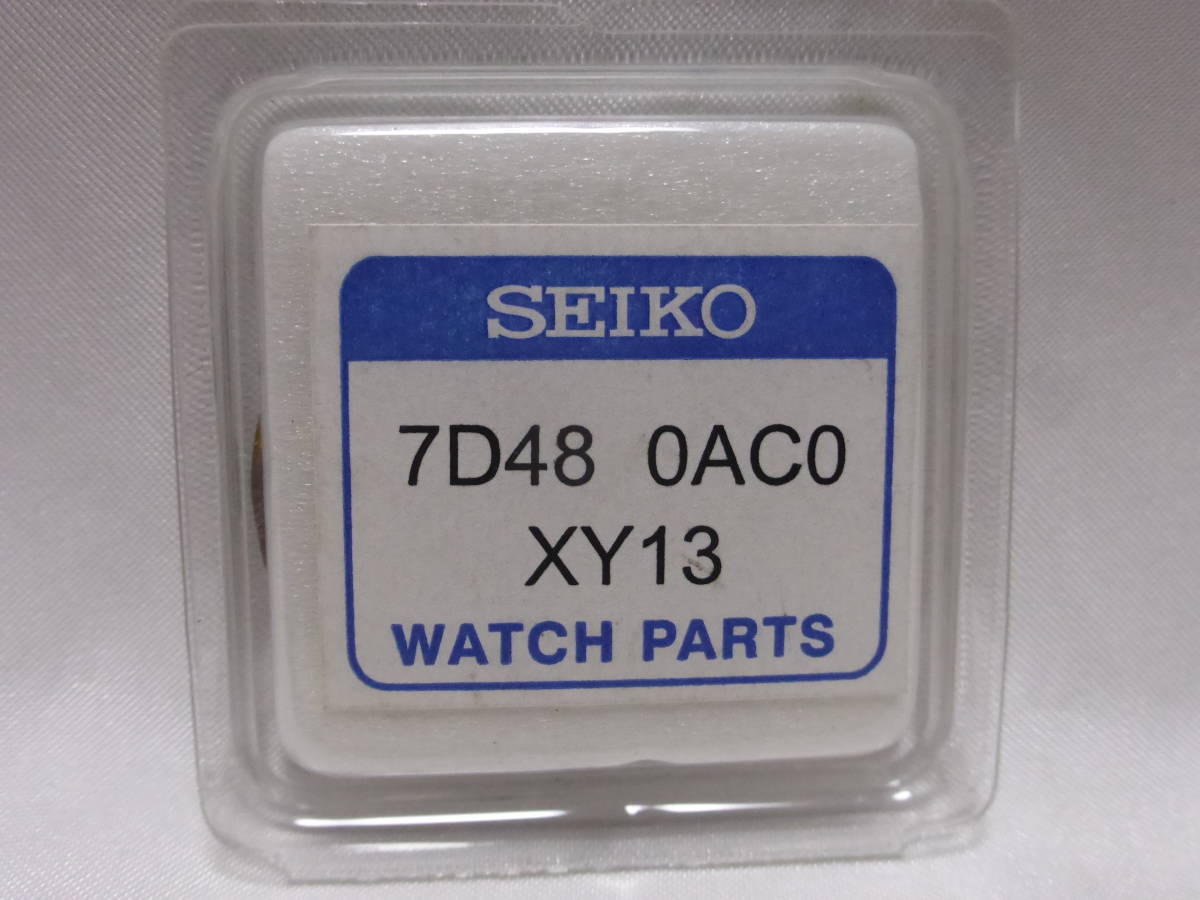 SEIKO
7D48 0AC0
XY13
WATCH PARTS